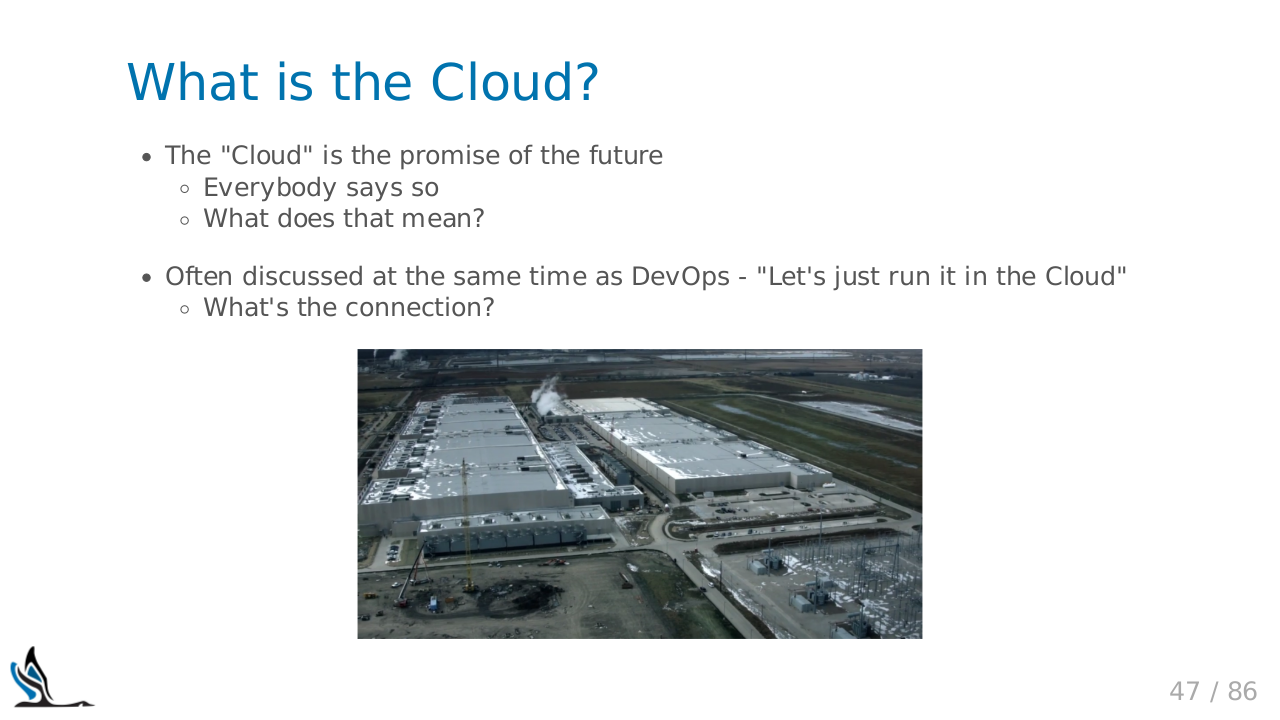 What is the Cloud?
The "Cloud" is the promise of the future
Everybody says so
What does that mean?
Often discussed at the same time as DevOps - "Let's just run it in the Cloud"
What's the connection?
47 / 86